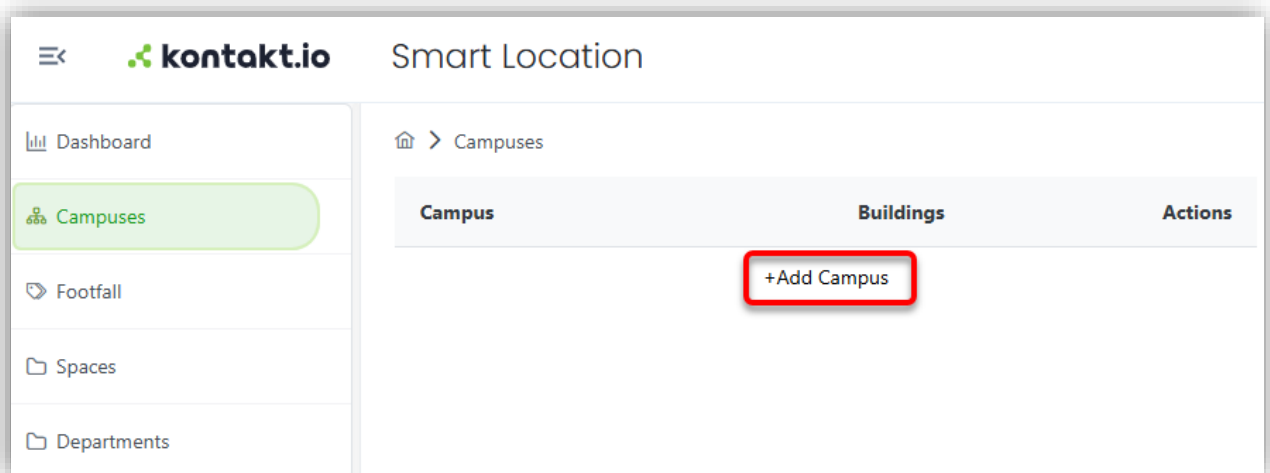 kontakt.io Smart Location
Dashboard
Campuses
Campuses
Campus Buildings Actions
+Add Campus
Footfall
Spaces
Departments